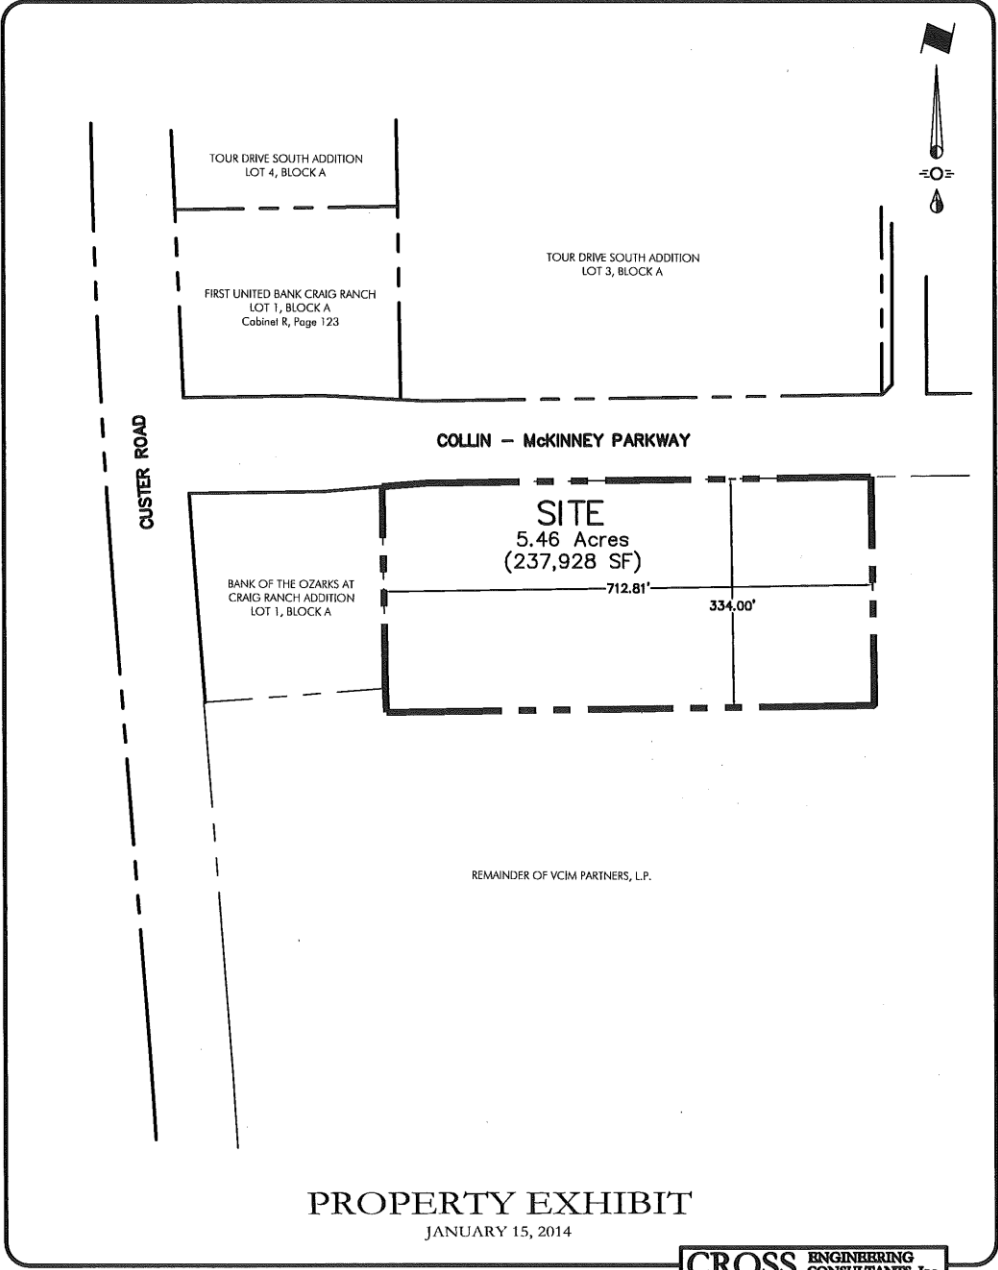 TOUR DRIVE SOUTH ADDITION
LOT 4, BLOCK A
TOUR DRIVE SOUTH ADDITION
LOT 3, BLOCK A
FIRST UNITED BANK CRAIG RANCH
LOT 1, BLOCK A
Cabinet R, Page 123
CUSTER ROAD
COLLIN - McKINNEY PARKWAY
SITE
5.46 Acres
(237,928 SF)
712.81'
334.00'
BANK OF THE OZARKS AT
CRAIG RANCH ADDITION
LOT 1, BLOCK A
REMAINDER OF VCIM PARTNERS, L.P.
PROPERTY EXHIBIT
JANUARY 15, 2014
CROSS ENGINEERING
CONSULTANTS, Inc.